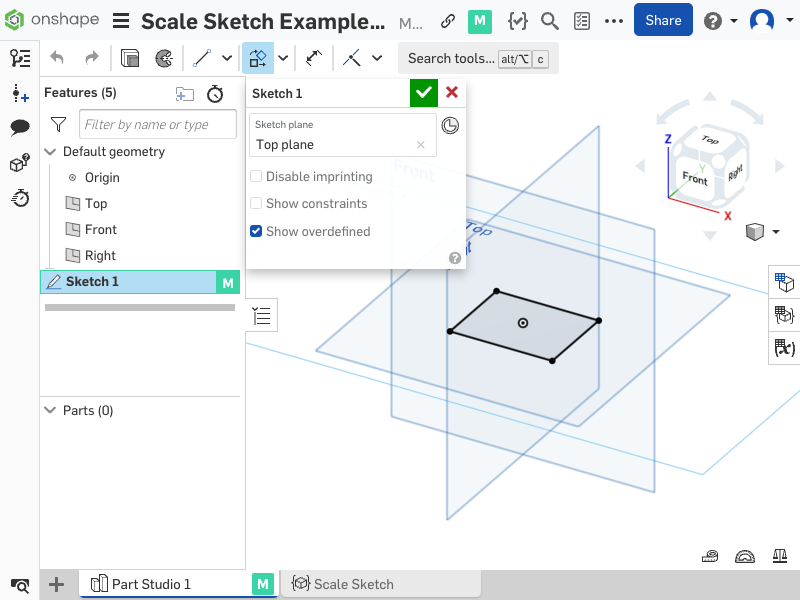 onshape
Scale Sketch Example...
M...
M
Share
Search tools... alt/⌥ c
Features (5)
Filter by name or type
Default geometry
Origin
Top
Front
Right
Sketch 1
M
Parts (0)
Sketch 1
Sketch plane
Top plane
Disable imprinting
Show constraints
Show overdefined
Front
Top
Z
Top
Front
Right
Y
X
(x)
Part Studio 1
M
Scale Sketch